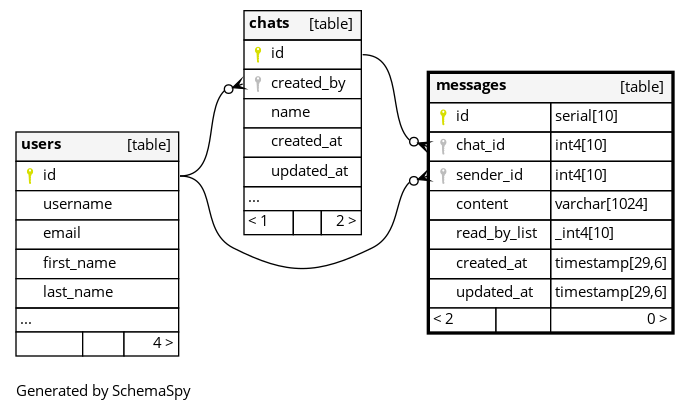 chats [table]
id
created_by
name
created_at
updated_at
...
< 1 2 >
messages [table]
id serial[10]
chat_id int4[10]
sender_id int4[10]
content varchar[1024]
read_by_list _int4[10]
created_at timestamp[29,6]
updated_at timestamp[29,6]
< 2 0 >
users [table]
id
username
email
first_name
last_name
...
4 >
Generated by SchemaSpy